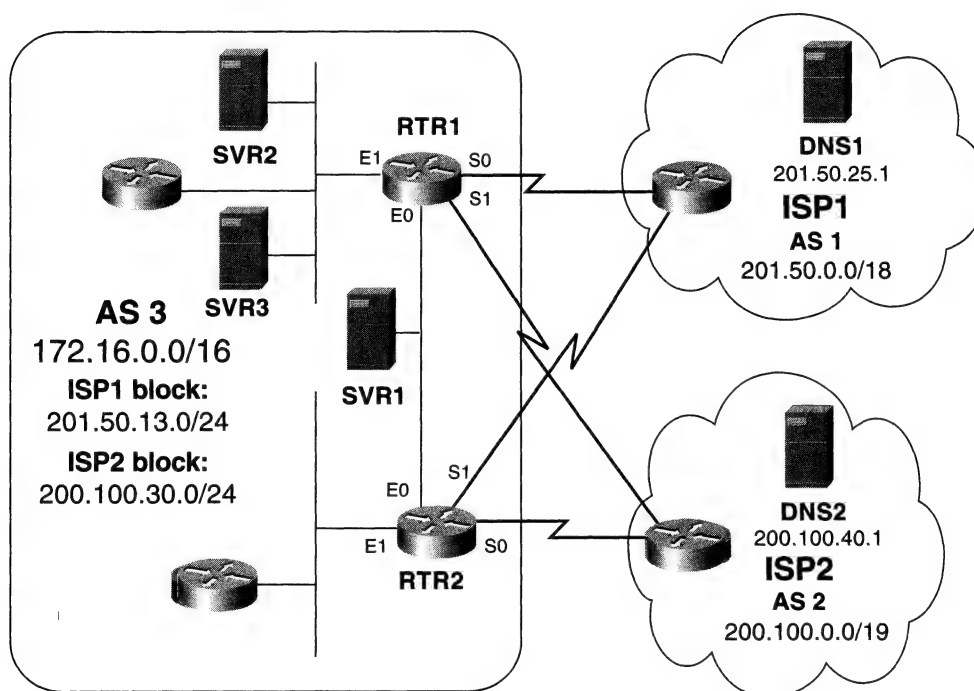 SVR2
RTR1
E1
S0
S1
E0
SVR3
AS 3
172.16.0.0/16
ISP1 block:
201.50.13.0/24
ISP2 block:
200.100.30.0/24
SVR1
S1
E0
E1
S0
RTR2
DNS1
201.50.25.1
ISP1
AS 1
201.50.0.0/18
DNS2
200.100.40.1
ISP2
AS 2
200.100.0.0/19